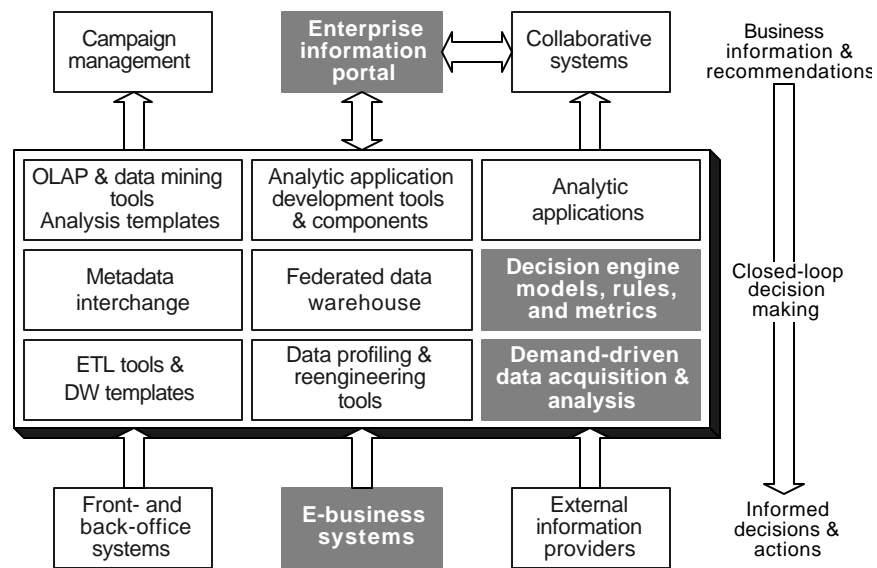 Campaign
management
Enterprise
information
portal
Collaborative
systems
Business
information &
recommendations
OLAP & data mining
tools
Analysis templates
Analytic application
development tools
& components
Analytic
applications
Metadata
interchange
Federated data
warehouse
Decision engine
models, rules,
and metrics
Closed-loop
decision
making
ETL tools &
DW templates
Data profiling &
reengineering
tools
Demand-driven
data acquisition &
analysis
Front- and
back-office
systems
E-business
systems
External
information
providers
Informed
decisions &
actions